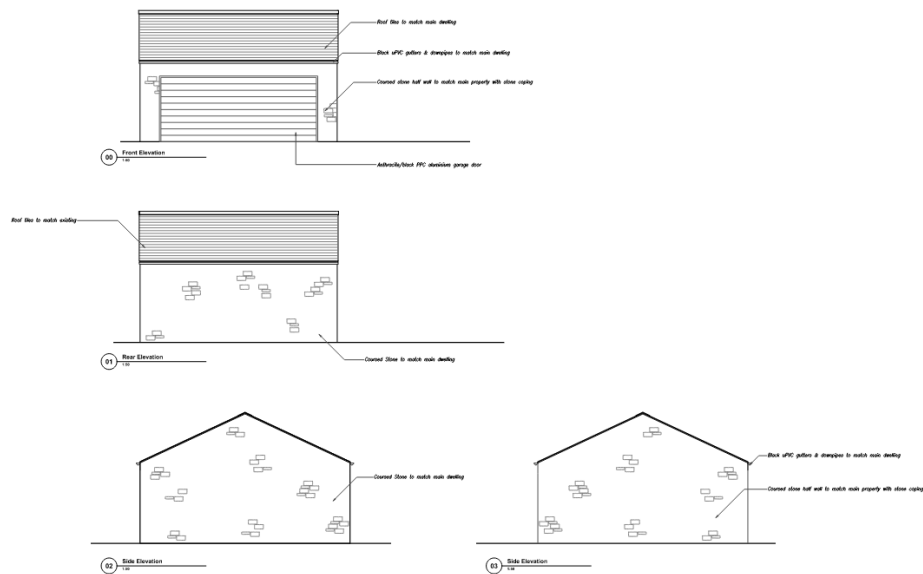 Roof tiles to match main dwelling
Black uPVC gutters & downpipes to match main dwelling
Coursed stone half wall to match main property with stone coping
00 Front Elevation
Anthracite/black PPC aluminium garage door
Roof tiles to match existing
01 Rear Elevation
Coursed Stone to match main dwelling
Coursed Stone to match main dwelling
02 Side Elevation
Black uPVC gutters & downpipes to match main dwelling
Coursed stone half wall to match main property with stone coping
03 Side Elevation